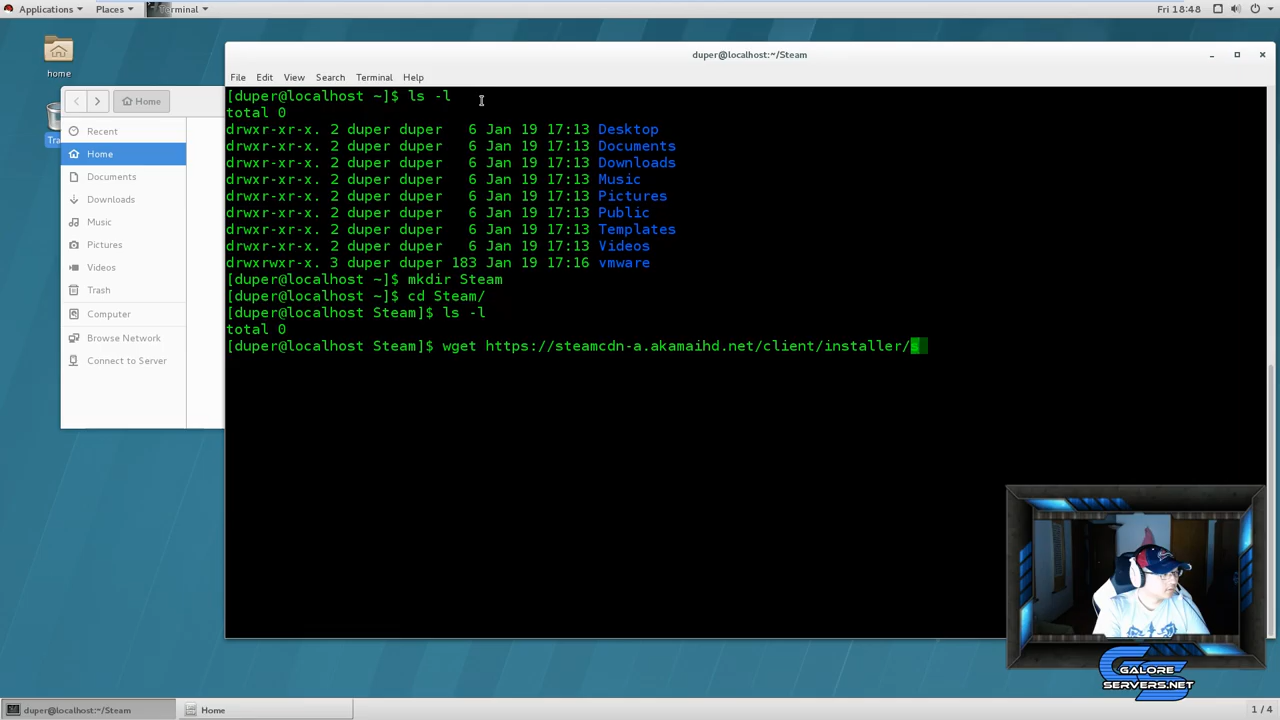 Applications Places Terminal Fri 18:48
home
duper@localhost:~/Steam
File Edit View Search Terminal Help
Home
Recent
Home
Documents
Downloads
Music
Pictures
Videos
Trash
Computer
Browse Network
Connect to Server
[duper@localhost ~]$ ls -l
total 0
drwxr-xr-x. 2 duper duper 6 Jan 19 17:13 Desktop
drwxr-xr-x. 2 duper duper 6 Jan 19 17:13 Documents
drwxr-xr-x. 2 duper duper 6 Jan 19 17:13 Downloads
drwxr-xr-x. 2 duper duper 6 Jan 19 17:13 Music
drwxr-xr-x. 2 duper duper 6 Jan 19 17:13 Pictures
drwxr-xr-x. 2 duper duper 6 Jan 19 17:13 Public
drwxr-xr-x. 2 duper duper 6 Jan 19 17:13 Templates
drwxr-xr-x. 2 duper duper 6 Jan 19 17:13 Videos
drwxrwxr-x. 3 duper duper 183 Jan 19 17:16 vmware
[duper@localhost ~]$ mkdir Steam
[duper@localhost ~]$ cd Steam/
[duper@localhost Steam]$ ls -l
total 0
[duper@localhost Steam]$ wget https://steamcdn-a.akamaihd.net/client/installer/s
GALORE
SERVERS.NET
duper@localhost:~/Steam Home 1 / 4